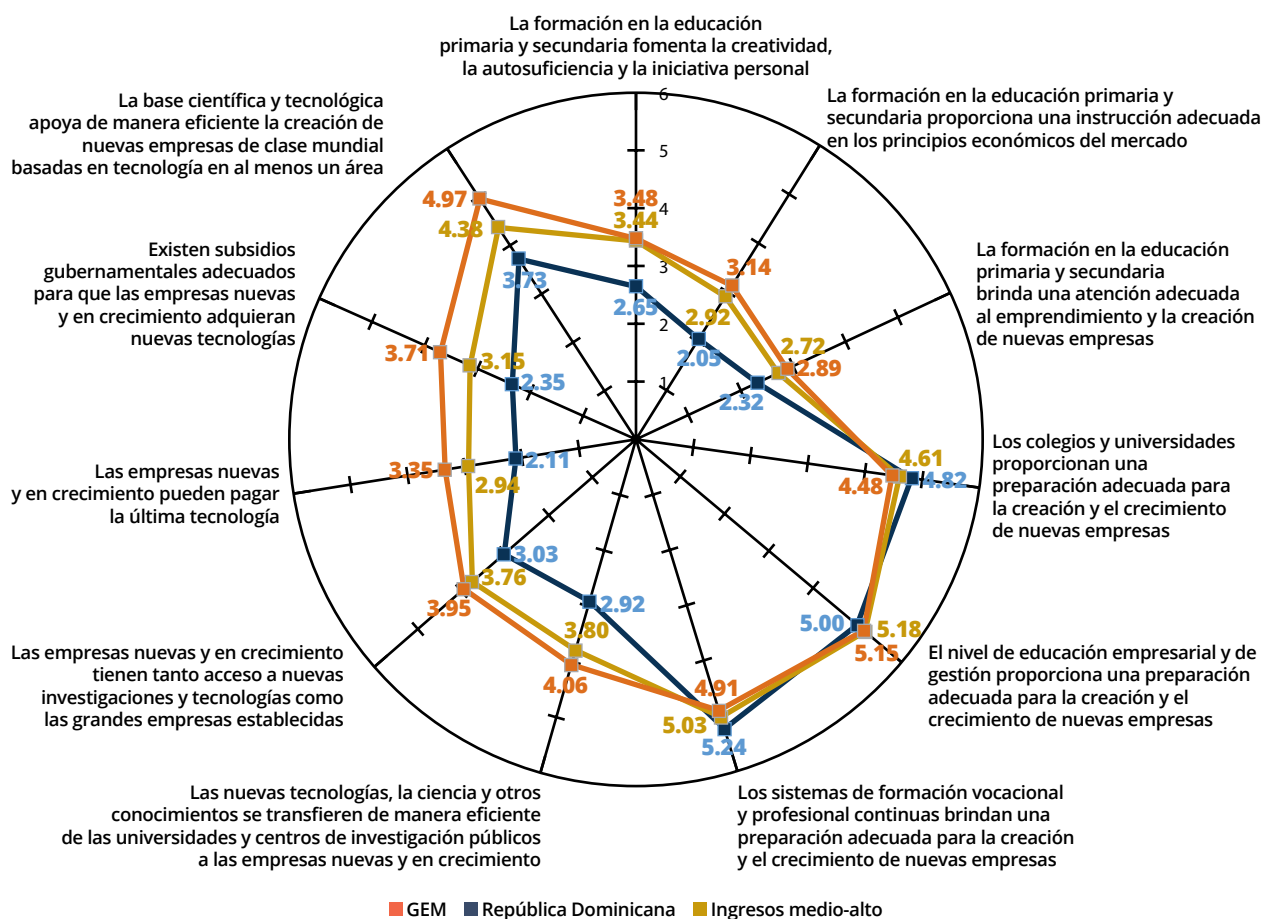 La formación en la educación
primaria y secundaria fomenta la creatividad,
la autosuficiencia y la iniciativa personal
La formación en la educación primaria y
secundaria proporciona una instrucción adecuada
en los principios económicos del mercado
La formación en la educación
primaria y secundaria
brinda una atención adecuada
al emprendimiento y la creación
de nuevas empresas
Los colegios y universidades
proporcionan una
preparación adecuada para
la creación y el crecimiento
de nuevas empresas
El nivel de educación empresarial y de
gestión proporciona una preparación
adecuada para la creación y el
crecimiento de nuevas empresas
Los sistemas de formación vocacional
y profesional continuas brindan una
preparación adecuada para la creación
y el crecimiento de nuevas empresas
Las nuevas tecnologías, la ciencia y otros
conocimientos se transfieren de manera eficiente
de las universidades y centros de investigación públicos
a las empresas nuevas y en crecimiento
Las empresas nuevas y en crecimiento
tienen tanto acceso a nuevas
investigaciones y tecnologías como
las grandes empresas establecidas
Las empresas nuevas
y en crecimiento pueden pagar
la última tecnología
Existen subsidios
gubernamentales adecuados
para que las empresas nuevas
y en crecimiento adquieran
nuevas tecnologías
La base científica y tecnológica
apoya de manera eficiente la creación de
nuevas empresas de clase mundial
basadas en tecnología en al menos un área
6
5
4
3
2
1
3.48
3.44
2.65
3.14
2.92
2.05
2.72
2.89
2.32
4.61
4.48
4.82
5.00
5.18
5.15
4.91
5.03
5.24
2.92
3.80
4.06
3.03
3.76
3.95
3.35
2.94
2.11
3.71
3.15
2.35
4.97
4.38
3.73
GEM República Dominicana Ingresos medio-alto